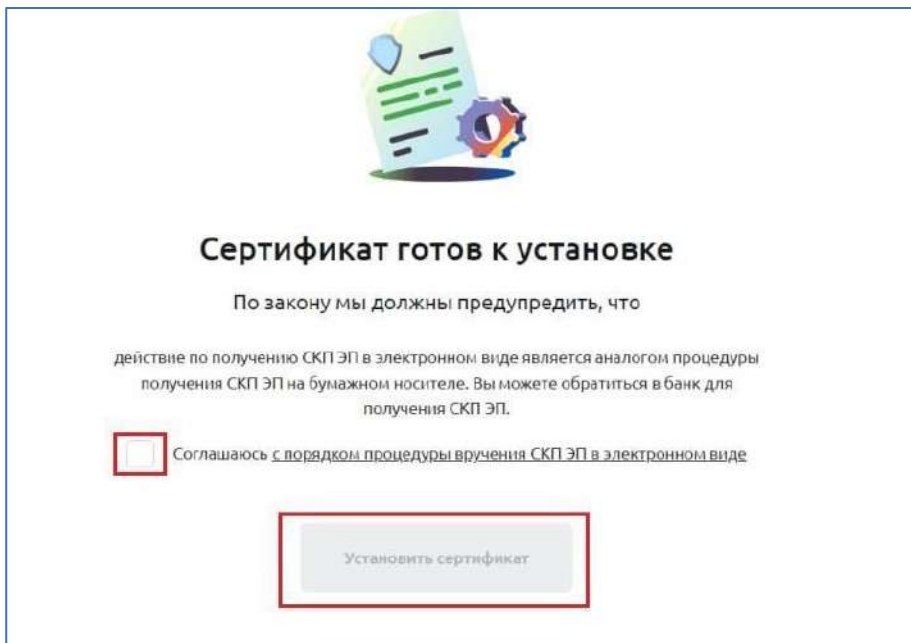 Сертификат готов к установке
По закону мы должны предупредить, что
действие по получению СКП ЭП в электронном виде является аналогом процедуры
получения СКП ЭП на бумажном носителе. Вы можете обратиться в банк для
получения СКП ЭП.
Соглашаюсь с порядком процедуры вручения СКП ЭП в электронном виде
Установить сертификат